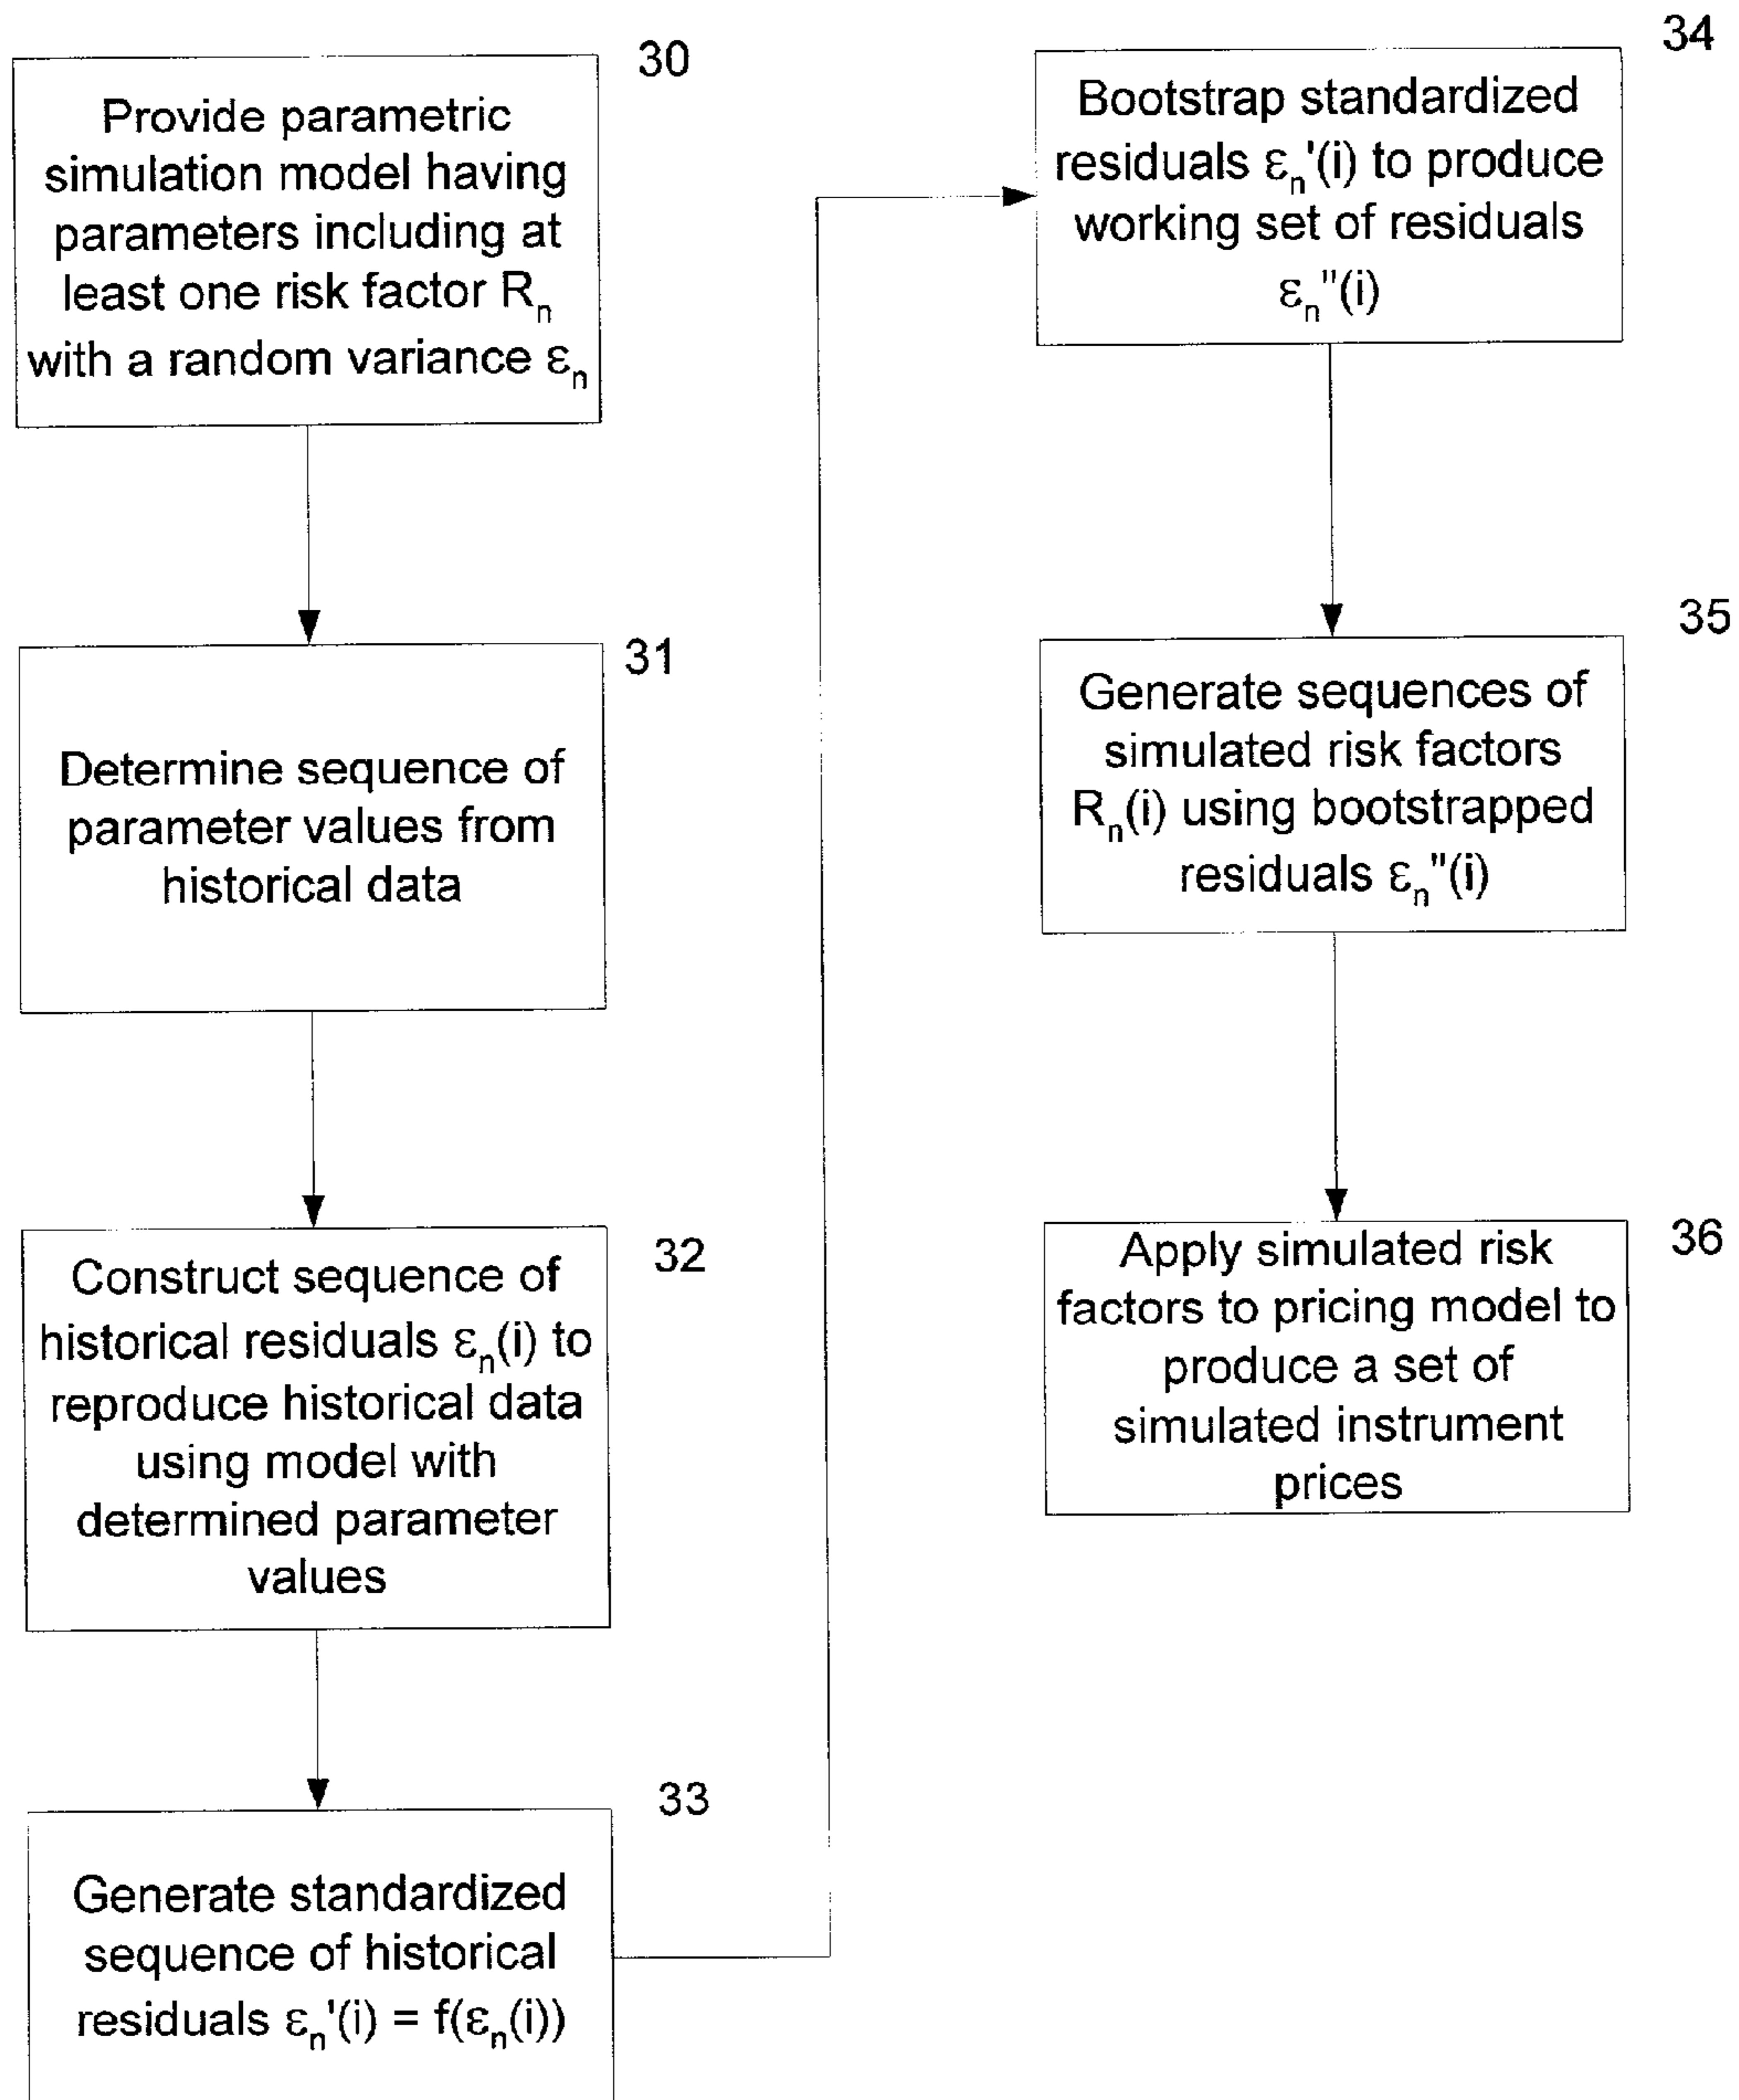 30
Provide parametric
simulation model having
parameters including at
least one risk factor Rₙ
with a random variance εₙ
31
Determine sequence of
parameter values from
historical data
32
Construct sequence of
historical residuals εₙ(i) to
reproduce historical data
using model with
determined parameter
values
33
Generate standardized
sequence of historical
residuals εₙ'(i) = f(εₙ(i))
34
Bootstrap standardized
residuals εₙ'(i) to produce
working set of residuals
εₙ"(i)
35
Generate sequences of
simulated risk factors
Rₙ(i) using bootstrapped
residuals εₙ"(i)
36
Apply simulated risk
factors to pricing model to
produce a set of
simulated instrument
prices